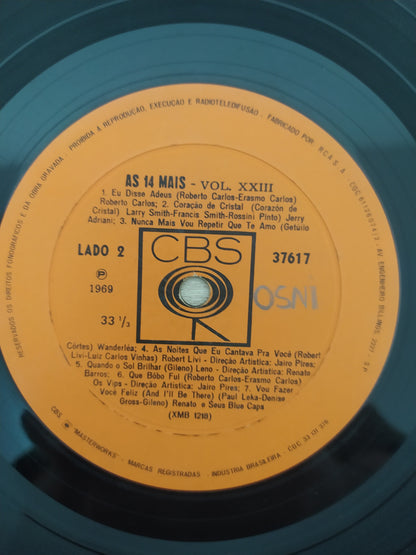 RESERVADOS OS DIREITOS FONOGRÁFICOS E DA OBRA GRAVADA - PROIBIDA A REPRODUÇÃO, EXECUÇÃO E RADIOTELEDIFUSÃO . FABRICADO POR R C A S. A.
AS 14 MAIS - VOL. XXIII
1. Eu Disse Adeus (Roberto Carlos-Erasmo Carlos)
Roberto Carlos; 2. Coração de Cristal (Corazón de
Cristal) Larry Smith-Francis Smith-Rossini Pinto) Jerry
Adriani; 3. Nunca Mais Vou Repetir Que Te Amo (Getúlio
LADO 2
CBS
37617
P
1969
33 1/3
OSNI
Côrtes) Wanderléa; 4. As Noites Que Eu Cantava Pra Você (Robert
Livi-Luiz Carlos Vinhas) Robert Livi - Direção Artística: Jairo Pires;
5. Quando o Sol Brilhar (Gileno) Leno - Direção Artística: Renato
Barros; 6. Que Bôbo Fui (Roberto Carlos-Erasmo Carlos)
Os Vips - Direção Artística: Jairo Pires; 7. Vou Fazer
Você Feliz (And I'll Be There) (Paul Leka-Denise
Gross-Gileno) Renato e Seus Blue Caps
(XMB 1218)
CBS "MASTERWORKS" - MARCAS REGISTRADAS - INDÚSTRIA BRASILEIRA -